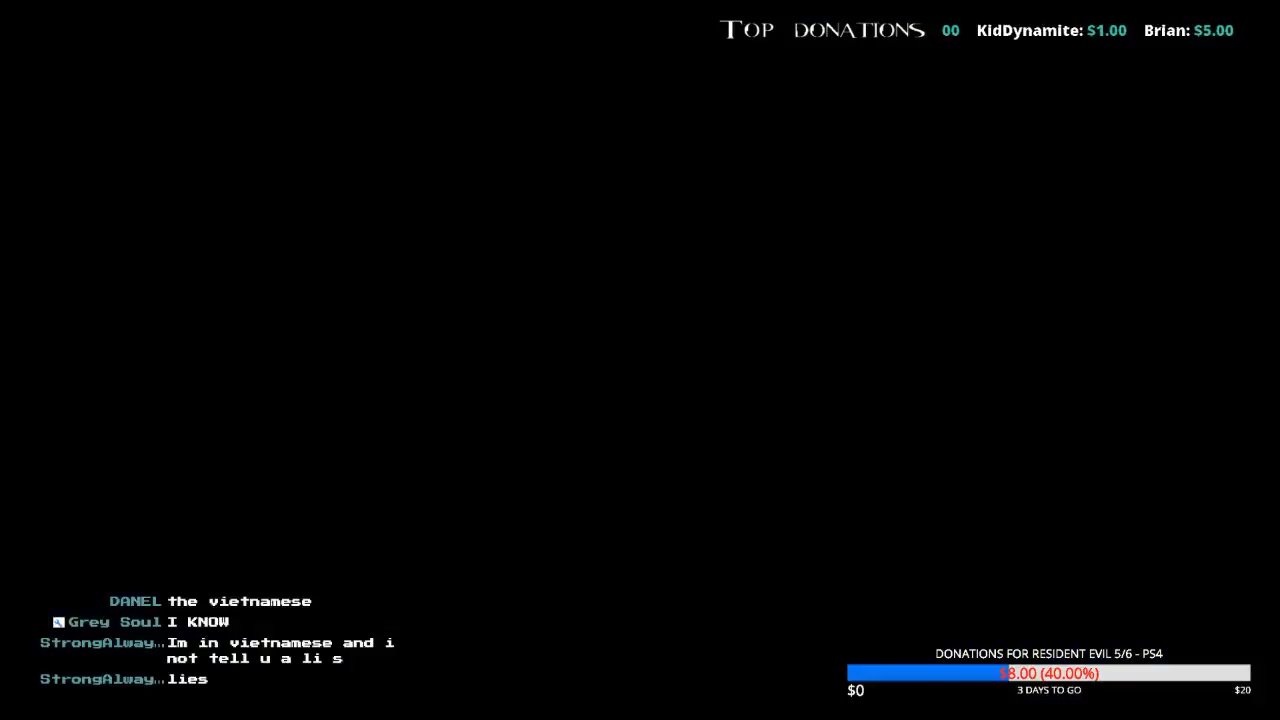 TOP DONATIONS 00 KidDynamite: $1.00 Brian: $5.00
DANEL the vietnamese
Grey Soul I KNOW
StrongAlway… Im in vietnamese and i
not tell u a li s
StrongAlway… lies
DONATIONS FOR RESIDENT EVIL 5/6 - PS4
$8.00 (40.00%)
$0 3 DAYS TO GO $20